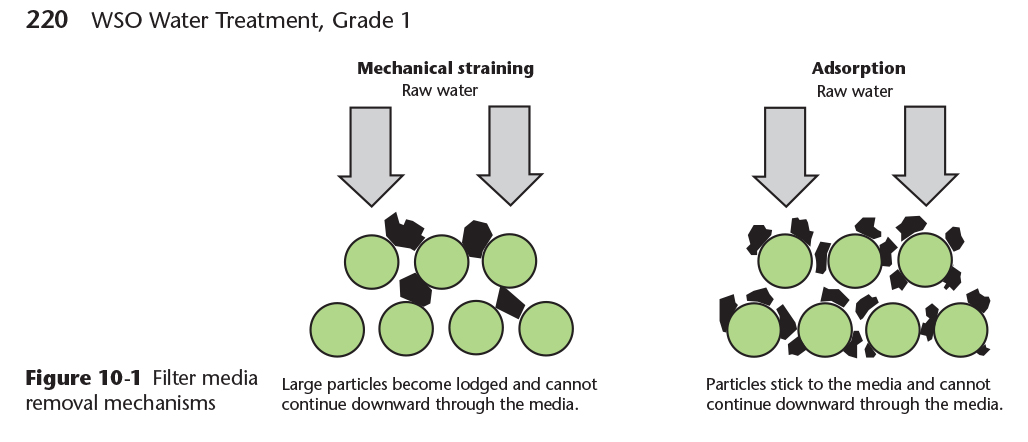 220 WSO Water Treatment, Grade 1
Mechanical straining
Raw water
Adsorption
Raw water
Figure 10-1 Filter media
removal mechanisms
Large particles become lodged and cannot
continue downward through the media.
Particles stick to the media and cannot
continue downward through the media.